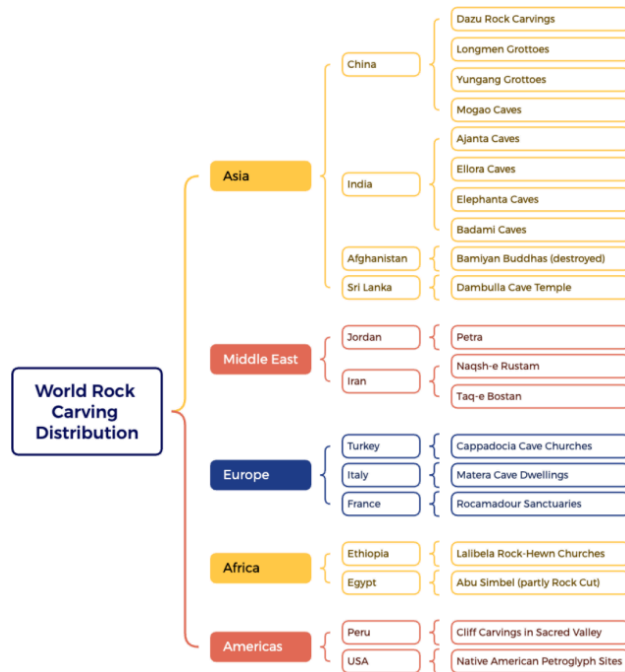 World Rock
Carving
Distribution
Asia
China
Dazu Rock Carvings
Longmen Grottoes
Yungang Grottoes
Mogao Caves
India
Ajanta Caves
Ellora Caves
Elephanta Caves
Badami Caves
Afghanistan
Bamiyan Buddhas (destroyed)
Sri Lanka
Dambulla Cave Temple
Middle East
Jordan
Petra
Iran
Naqsh-e Rustam
Taq-e Bostan
Europe
Turkey
Cappadocia Cave Churches
Italy
Matera Cave Dwellings
France
Rocamadour Sanctuaries
Africa
Ethiopia
Lalibela Rock-Hewn Churches
Egypt
Abu Simbel (partly Rock Cut)
Americas
Peru
Cliff Carvings in Sacred Valley
USA
Native American Petroglyph Sites